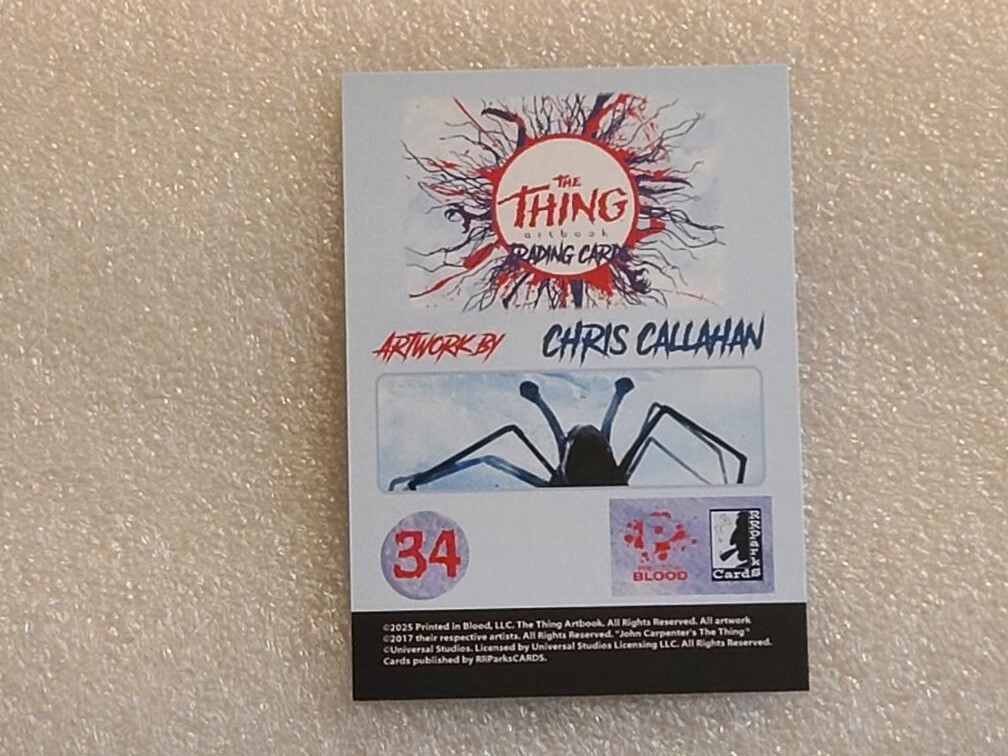 THE
THING
artbook
TRADING CARDS
ARTWORK BY CHRIS CALLAHAN
34
BLOOD
RRParks
Cards
©2025 Printed in Blood, LLC. The Thing Artbook. All Rights Reserved. All artwork
©2017 their respective artists. All Rights Reserved. "John Carpenter's The Thing"
©Universal Studios. Licensed by Universal Studios Licensing LLC. All Rights Reserved.
Cards published by RRParksCARDS.